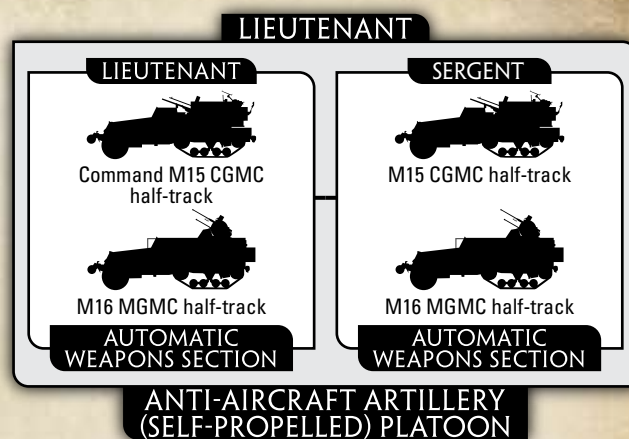 LIEUTENANT
LIEUTENANT
Command M15 CGMC
half-track
M16 MGMC half-track
AUTOMATIC
WEAPONS SECTION
SERGENT
M15 CGMC half-track
M16 MGMC half-track
AUTOMATIC
WEAPONS SECTION
ANTI-AIRCRAFT ARTILLERY
(SELF-PROPELLED) PLATOON